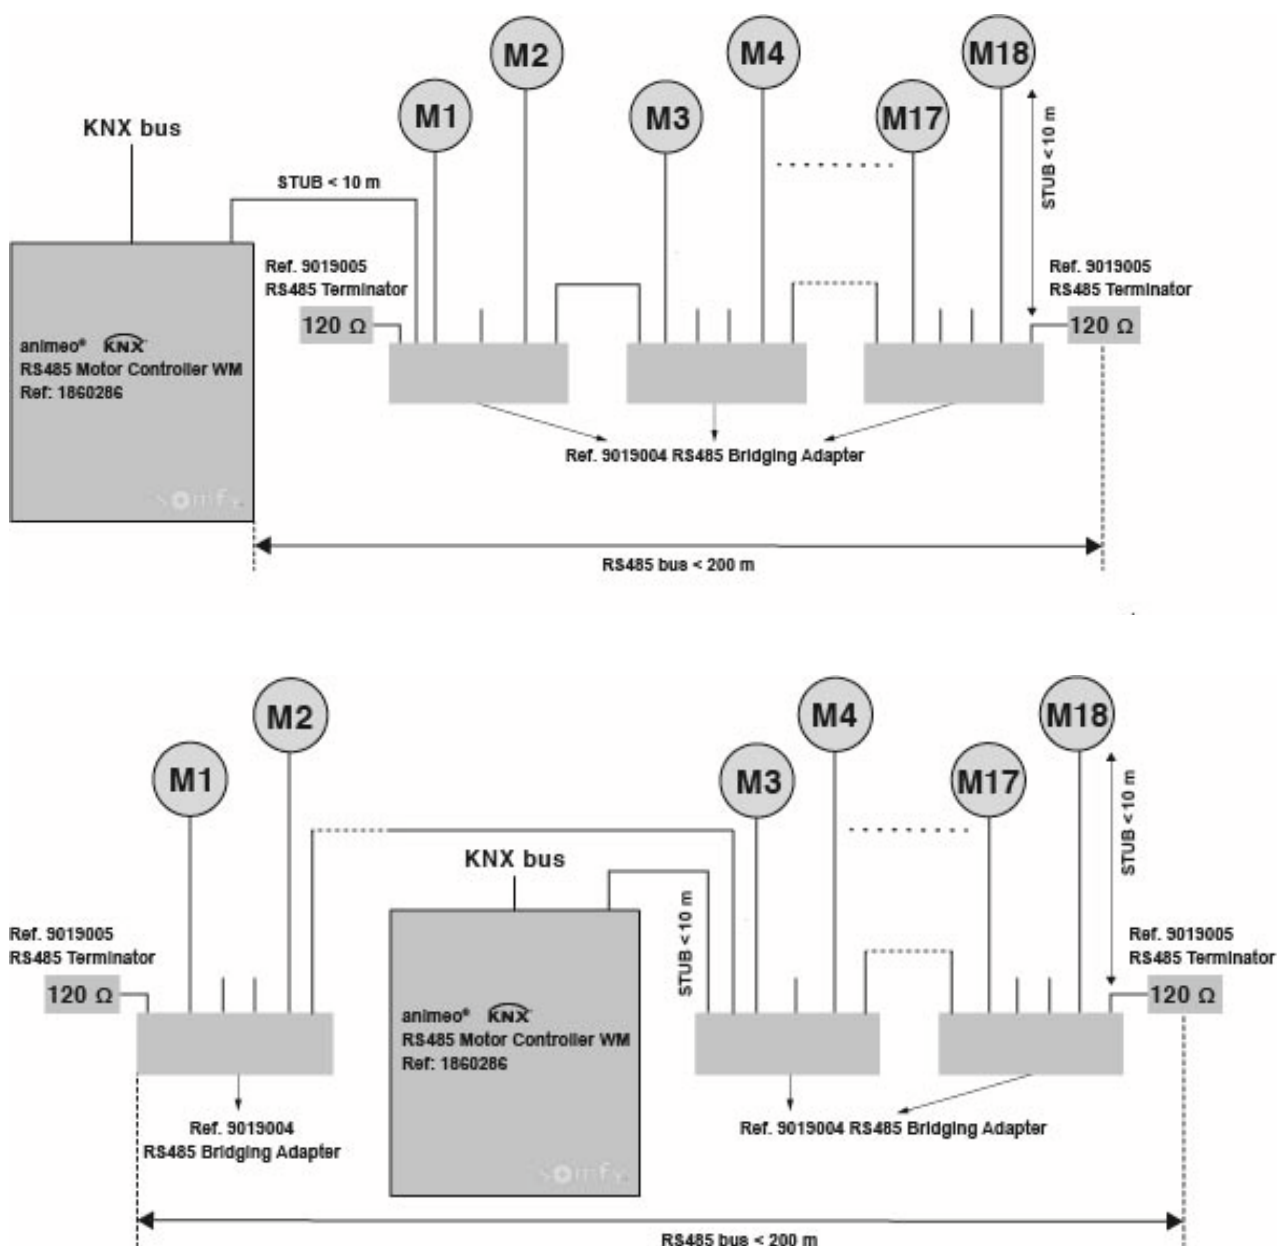 M2
M4
M18
M1
M3
M17
KNX bus
STUB < 10 m
STUB < 10 m
Ref. 9019005
RS485 Terminator
120 Ω
Ref. 9019005
RS485 Terminator
120 Ω
animeo® KNX
RS485 Motor Controller WM
Ref: 1860286
somfy.
Ref. 9019004 RS485 Bridging Adapter
RS485 bus < 200 m
M2
M4
M18
M1
M3
M17
STUB < 10 m
KNX bus
STUB < 10 m
Ref. 9019005
RS485 Terminator
120 Ω
Ref. 9019005
RS485 Terminator
120 Ω
animeo® KNX
RS485 Motor Controller WM
Ref: 1860286
somfy.
Ref. 9019004
RS485 Bridging Adapter
Ref. 9019004 RS485 Bridging Adapter
RS485 bus < 200 m